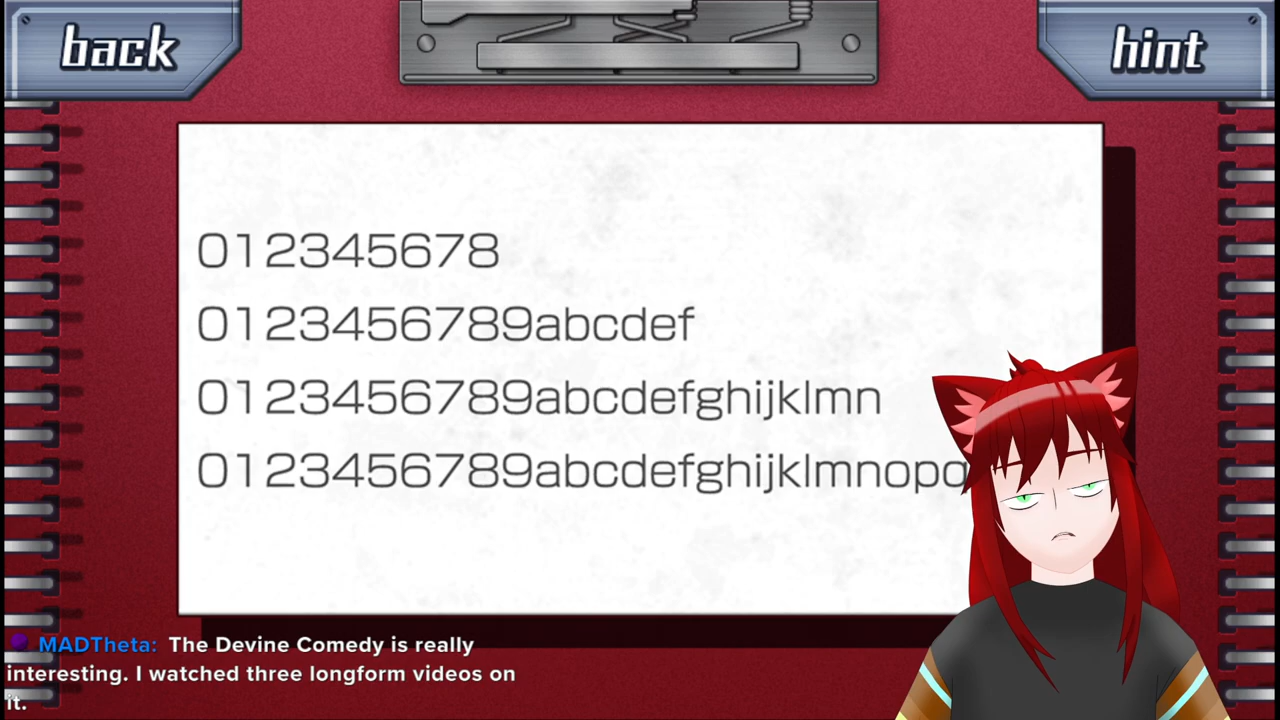 back
hint
012345678
0123456789abcdef
0123456789abcdefghijklmn
0123456789abcdefghijklmnop
MADTheta: The Devine Comedy is really
interesting. I watched three longform videos on
it.